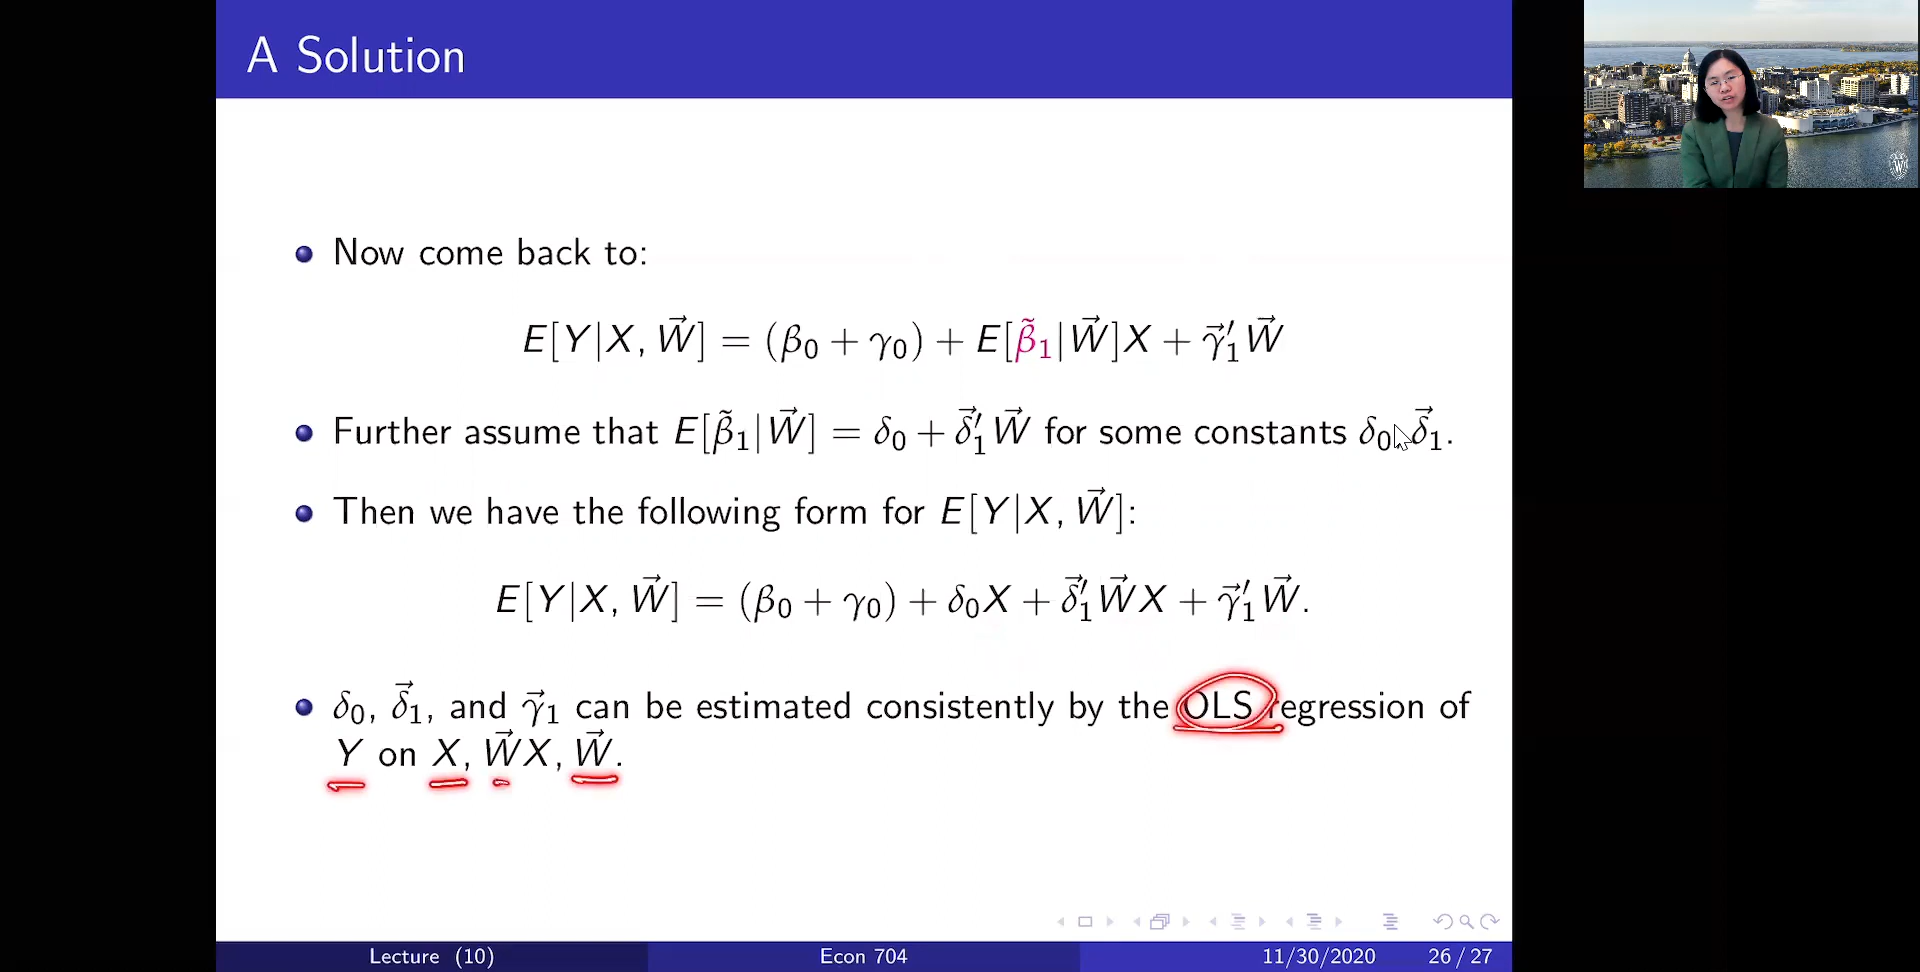 A Solution
Now come back to:
E[Y|X, W⃗] = (β₀ + γ₀) + E[β̃₁|W⃗]X + γ⃗₁′W⃗
Further assume that E[β̃₁|W⃗] = δ₀ + δ⃗₁′W⃗ for some constants δ₀, δ⃗₁.
Then we have the following form for E[Y|X, W⃗]:
E[Y|X, W⃗] = (β₀ + γ₀) + δ₀X + δ⃗₁′W⃗X + γ⃗₁′W⃗.
δ₀, δ⃗₁, and γ⃗₁ can be estimated consistently by the OLS regression of
Y on X, W⃗X, W⃗.
Lecture (10) Econ 704 11/30/2020 26 / 27
W